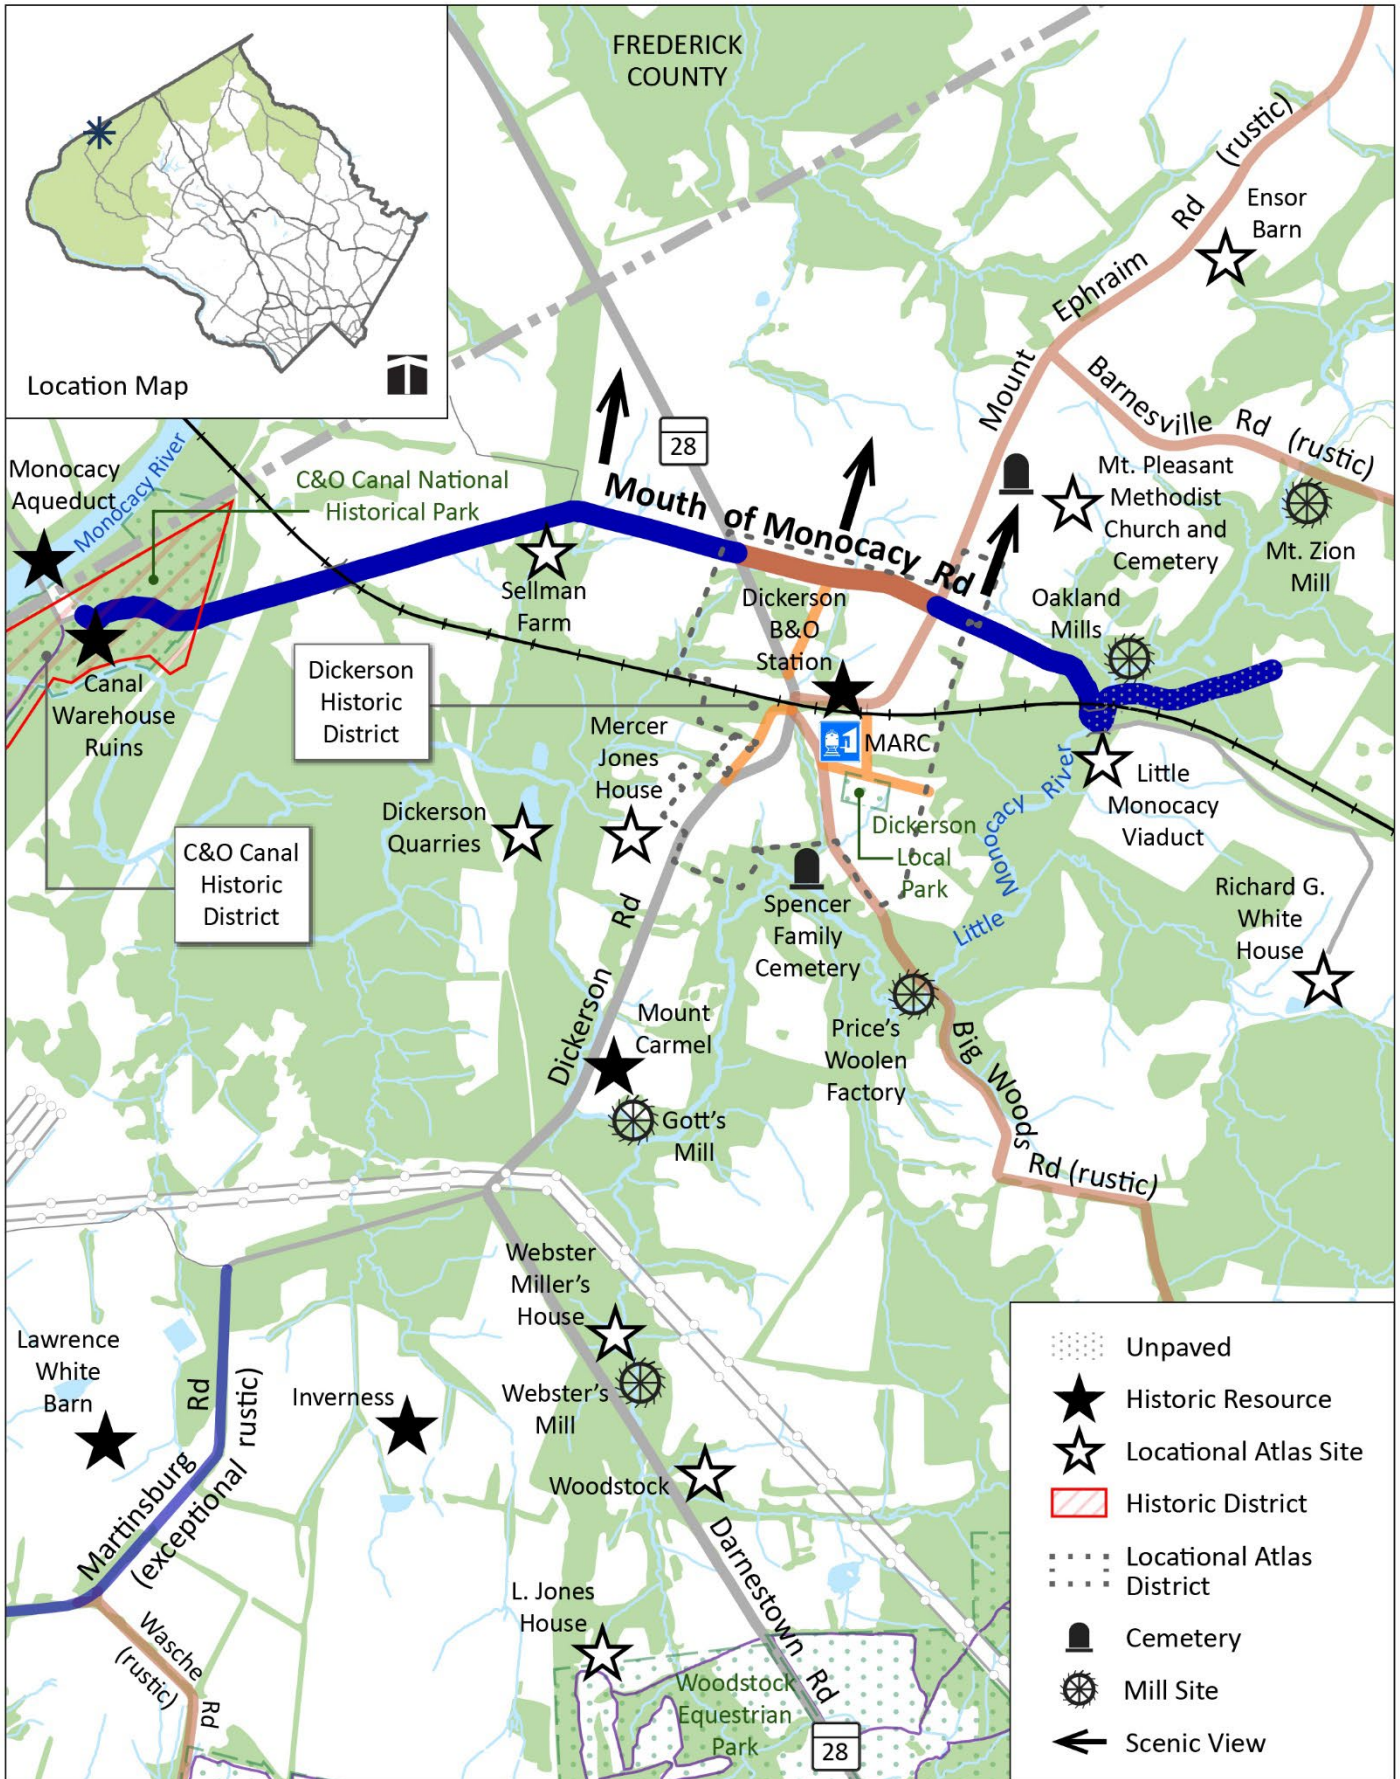 FREDERICK
COUNTY
Location Map
Ensor
Barn
Mount Ephraim Rd (rustic)
Barnesville Rd (rustic)
28
Monocacy
Aqueduct
Monocacy River
C&O Canal National
Historical Park
Mouth of Monocacy Rd
Mt. Pleasant
Methodist
Church and
Cemetery
Mt. Zion
Mill
Sellman
Farm
Dickerson
B&O
Station
Oakland
Mills
Canal
Warehouse
Ruins
Dickerson
Historic
District
Mercer
Jones
House
MARC
Little
Monocacy
Viaduct
Little Monocacy River
Dickerson
Quarries
Dickerson
Local
Park
C&O Canal
Historic
District
Spencer
Family
Cemetery
Richard G.
White
House
Dickerson Rd
Mount
Carmel
Price's
Woolen
Factory
Gott's
Mill
Big Woods
Rd (rustic)
Webster
Miller's
House
Lawrence
White
Barn
Inverness
Webster's
Mill
Martinsburg Rd
(exceptional rustic)
Woodstock
Darnestown Rd
L. Jones
House
Wasche Rd
(rustic)
Woodstock
Equestrian
Park
28
Unpaved
Historic Resource
Locational Atlas Site
Historic District
Locational Atlas
District
Cemetery
Mill Site
Scenic View